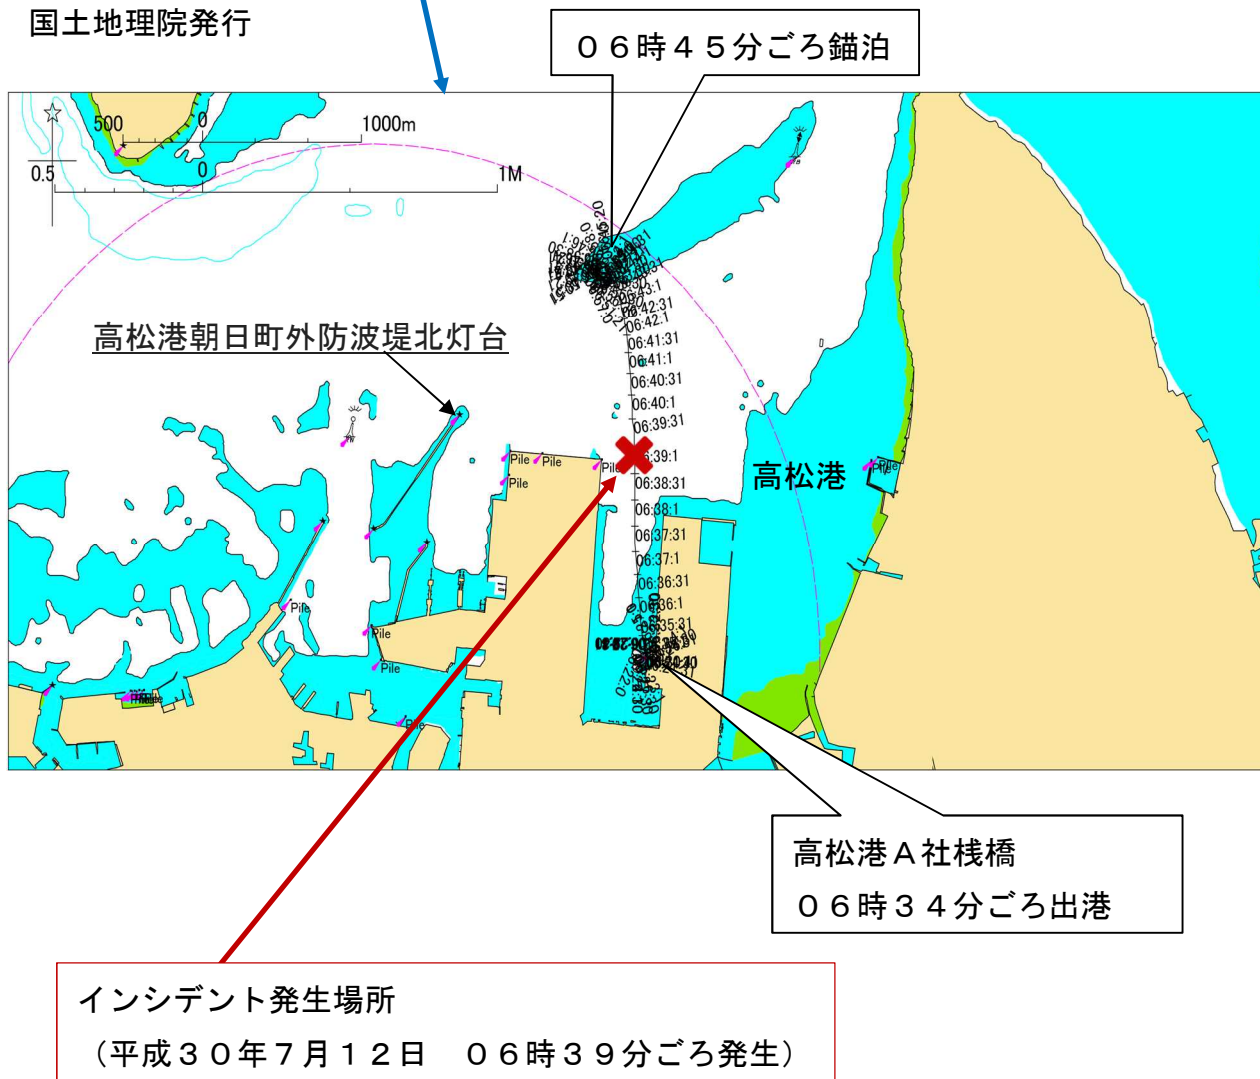 国土地理院発行
０６時４５分ごろ錨泊
500
0
1000m
0.5
0
1M
06:43:1
06:42:31
06:42:1
06:41:31
高松港朝日町外防波堤北灯台
06:41:1
06:40:31
06:40:1
06:39:31
Pile
Pile
Pile
6:39:1
高松港
Pile
Pile
Pile
06:38:31
06:38:1
06:37:31
06:37:1
06:36:31
Pile
06:36:1
Pile
06:35:31
Pile
Pile
Pile
高松港Ａ社桟橋
０６時３４分ごろ出港
インシデント発生場所
（平成３０年７月１２日　０６時３９分ごろ発生）